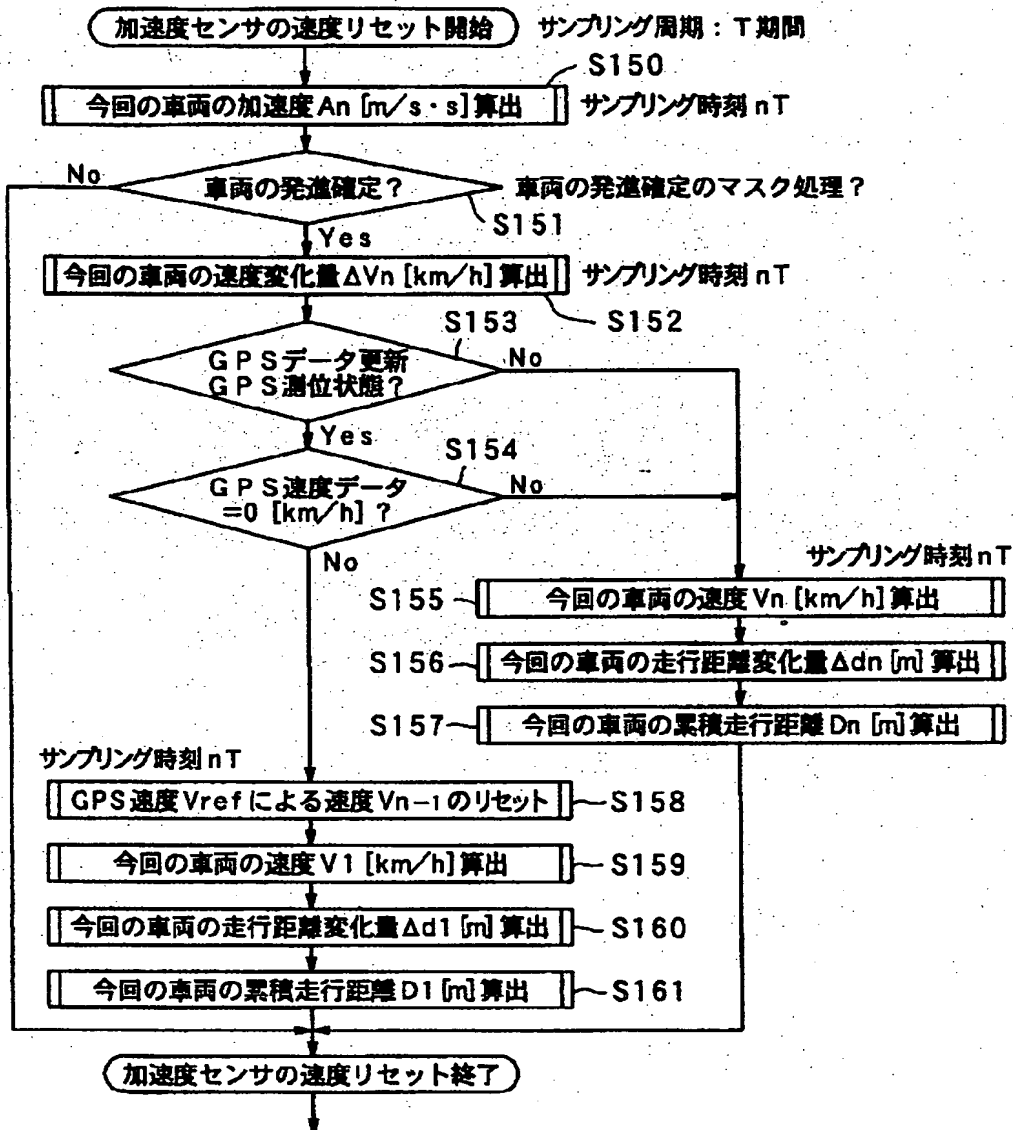 加速度センサの速度リセット開始 サンプリング周期:T期間
S150
今回の車両の加速度An [m/s・s]算出 サンプリング時刻nT
No
車両の発進確定? 車両の発進確定のマスク処理?
S151
Yes
今回の車両の速度変化量ΔVn [km/h]算出 サンプリング時刻nT
S152
S153
GPSデータ更新
GPS測位状態?
No
Yes
S154
GPS速度データ
=0 [km/h]?
No
No
サンプリング時刻nT
S155 今回の車両の速度Vn [km/h]算出
S156 今回の車両の走行距離変化量Δdn [m]算出
S157 今回の車両の累積走行距離Dn [m]算出
サンプリング時刻nT
GPS速度Vrefによる速度Vn-1のリセット S158
今回の車両の速度V1 [km/h]算出 S159
今回の車両の走行距離変化量Δd1 [m]算出 S160
今回の車両の累積走行距離D1 [m]算出 S161
加速度センサの速度リセット終了